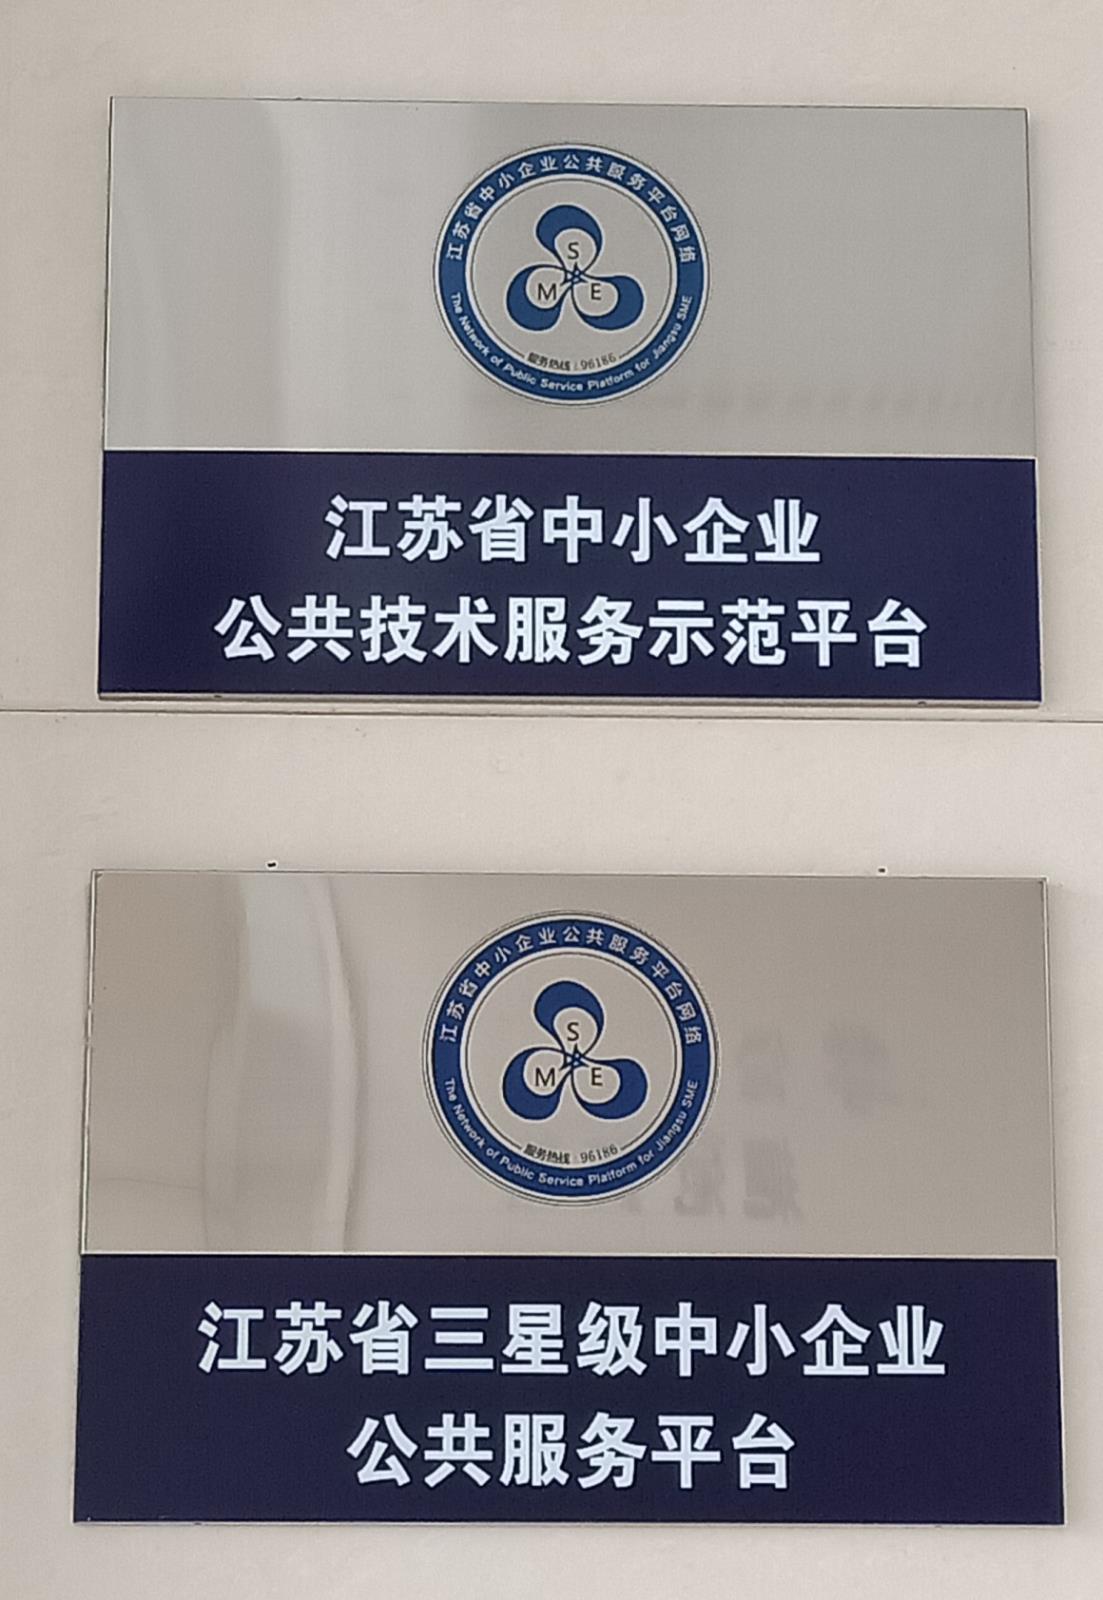 江苏省中小企业公共服务平台网络
S
M E
服务热线:96186
The Network of Public Service Platform for Jiangsu SME
江苏省中小企业
公共技术服务示范平台
江苏省中小企业公共服务平台网络
S
M E
服务热线:96186
The Network of Public Service Platform for Jiangsu SME
江苏省三星级中小企业
公共服务平台